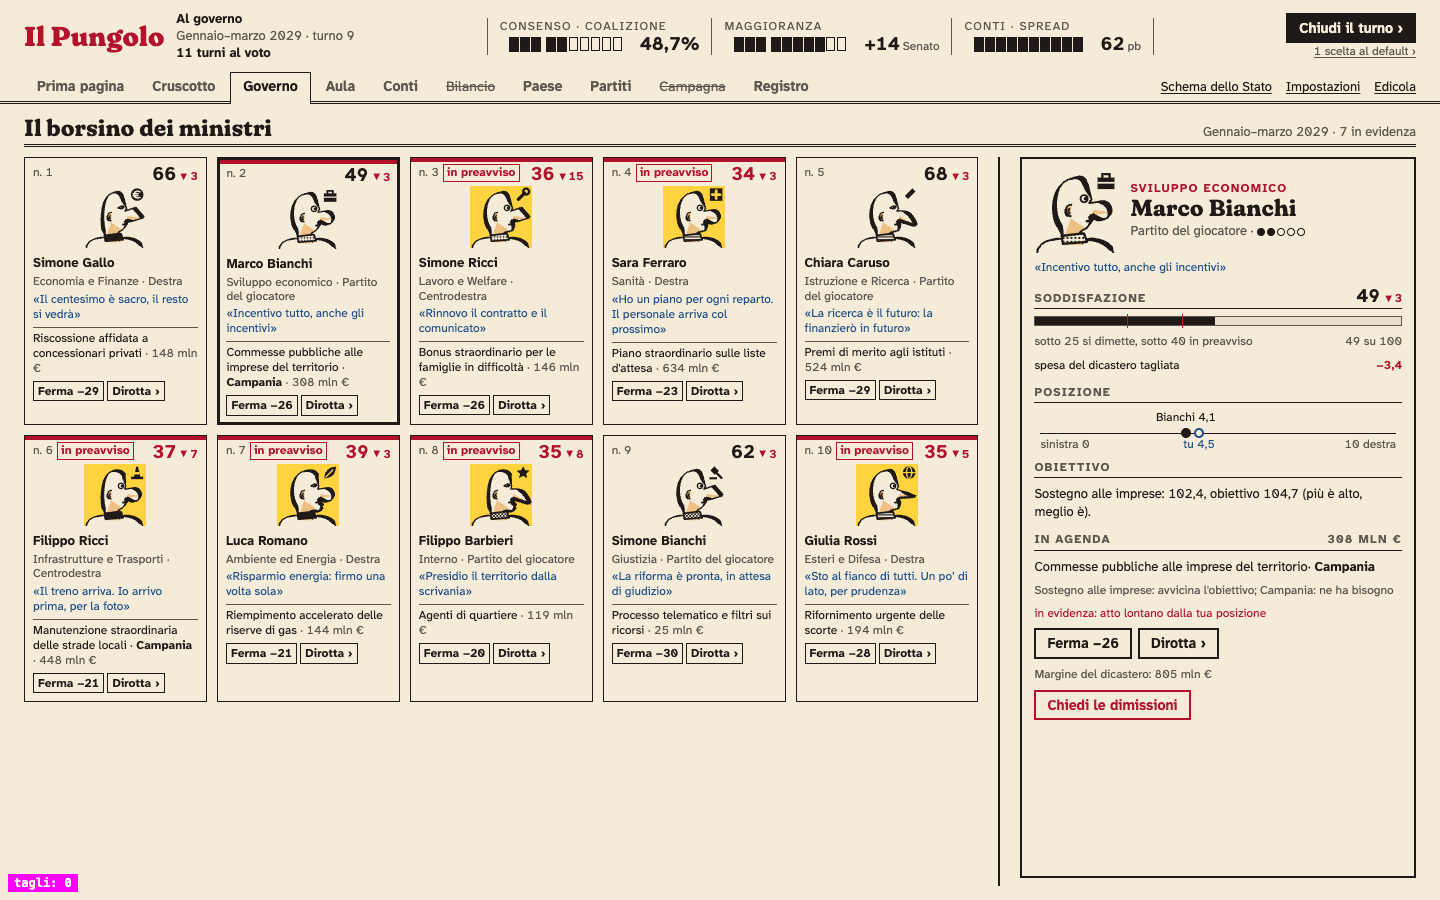 Il Pungolo
Al governo
Gennaio–marzo 2029 · turno 9
11 turni al voto
CONSENSO · COALIZIONE
48,7%
MAGGIORANZA
+14 Senato
CONTI · SPREAD
62 pb
Chiudi il turno ›
1 scelta al default ›
Prima pagina Cruscotto Governo Aula Conti Bilancio Paese Partiti Campagna Registro
Schema dello Stato Impostazioni Edicola
Il borsino dei ministri
Gennaio–marzo 2029 · 7 in evidenza
n. 1 66 ▼ 3
Simone Gallo
Economia e Finanze · Destra
«Il centesimo è sacro, il resto
si vedrà»
Riscossione affidata a
concessionari privati · 148 mln
€
Ferma −29 Dirotta ›
n. 2 49 ▼ 3
Marco Bianchi
Sviluppo economico · Partito
del giocatore
«Incentivo tutto, anche gli
incentivi»
Commesse pubbliche alle
imprese del territorio ·
Campania · 308 mln €
Ferma −26 Dirotta ›
n. 3 in preavviso 36 ▼ 15
Simone Ricci
Lavoro e Welfare ·
Centrodestra
«Rinnovo il contratto e il
comunicato»
Bonus straordinario per le
famiglie in difficoltà · 146 mln
€
Ferma −26 Dirotta ›
n. 4 in preavviso 34 ▼ 3
Sara Ferraro
Sanità · Destra
«Ho un piano per ogni reparto.
Il personale arriva col
prossimo»
Piano straordinario sulle liste
d'attesa · 634 mln €
Ferma −23 Dirotta ›
n. 5 68 ▼ 3
Chiara Caruso
Istruzione e Ricerca · Partito
del giocatore
«La ricerca è il futuro: la
finanzierò in futuro»
Premi di merito agli istituti ·
524 mln €
Ferma −29 Dirotta ›
n. 6 in preavviso 37 ▼ 7
Filippo Ricci
Infrastrutture e Trasporti ·
Centrodestra
«Il treno arriva. Io arrivo
prima, per la foto»
Manutenzione straordinaria
delle strade locali · Campania
· 448 mln €
Ferma −21 Dirotta ›
n. 7 in preavviso 39 ▼ 3
Luca Romano
Ambiente ed Energia · Destra
«Risparmio energia: firmo una
volta sola»
Riempimento accelerato delle
riserve di gas · 144 mln €
Ferma −21 Dirotta ›
n. 8 in preavviso 35 ▼ 8
Filippo Barbieri
Interno · Partito del giocatore
«Presidio il territorio dalla
scrivania»
Agenti di quartiere · 119 mln
€
Ferma −20 Dirotta ›
n. 9 62 ▼ 3
Simone Bianchi
Giustizia · Partito del giocatore
«La riforma è pronta, in attesa
di giudizio»
Processo telematico e filtri sui
ricorsi · 25 mln €
Ferma −30 Dirotta ›
n. 10 in preavviso 35 ▼ 5
Giulia Rossi
Esteri e Difesa · Destra
«Sto al fianco di tutti. Un po' di
lato, per prudenza»
Rifornimento urgente delle
scorte · 194 mln €
Ferma −28 Dirotta ›
SVILUPPO ECONOMICO
Marco Bianchi
Partito del giocatore ·
«Incentivo tutto, anche gli incentivi»
SODDISFAZIONE 49 ▼ 3
sotto 25 si dimette, sotto 40 in preavviso 49 su 100
spesa del dicastero tagliata −3,4
POSIZIONE
Bianchi 4,1
sinistra 0 tu 4,5 10 destra
OBIETTIVO
Sostegno alle imprese: 102,4, obiettivo 104,7 (più è alto,
meglio è).
IN AGENDA 308 MLN €
Commesse pubbliche alle imprese del territorio· Campania
Sostegno alle imprese: avvicina l'obiettivo; Campania: ne ha bisogno
in evidenza: atto lontano dalla tua posizione
Ferma −26 Dirotta ›
Margine del dicastero: 805 mln €
Chiedi le dimissioni
tagli: 0